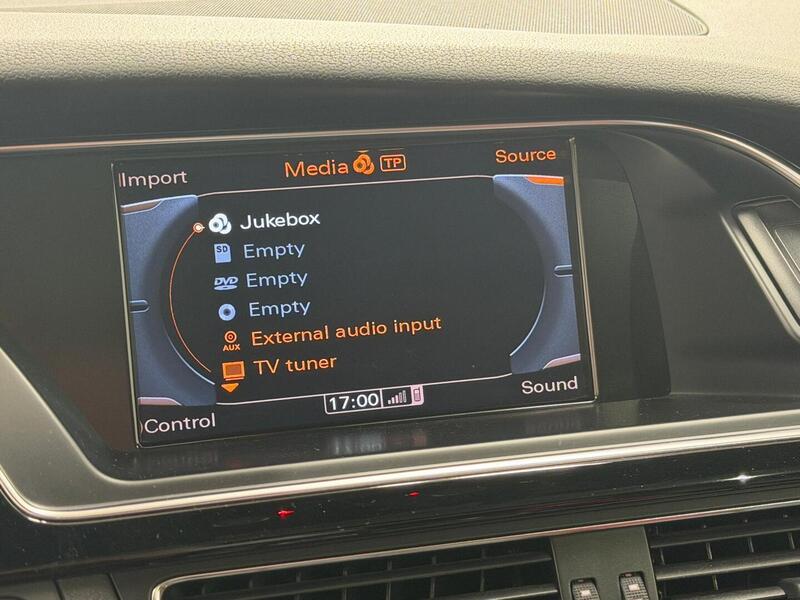 Import
Media TP
Source
Jukebox
SD Empty
DVD Empty
Empty
AUX External audio input
TV tuner
17:00
Control
Sound